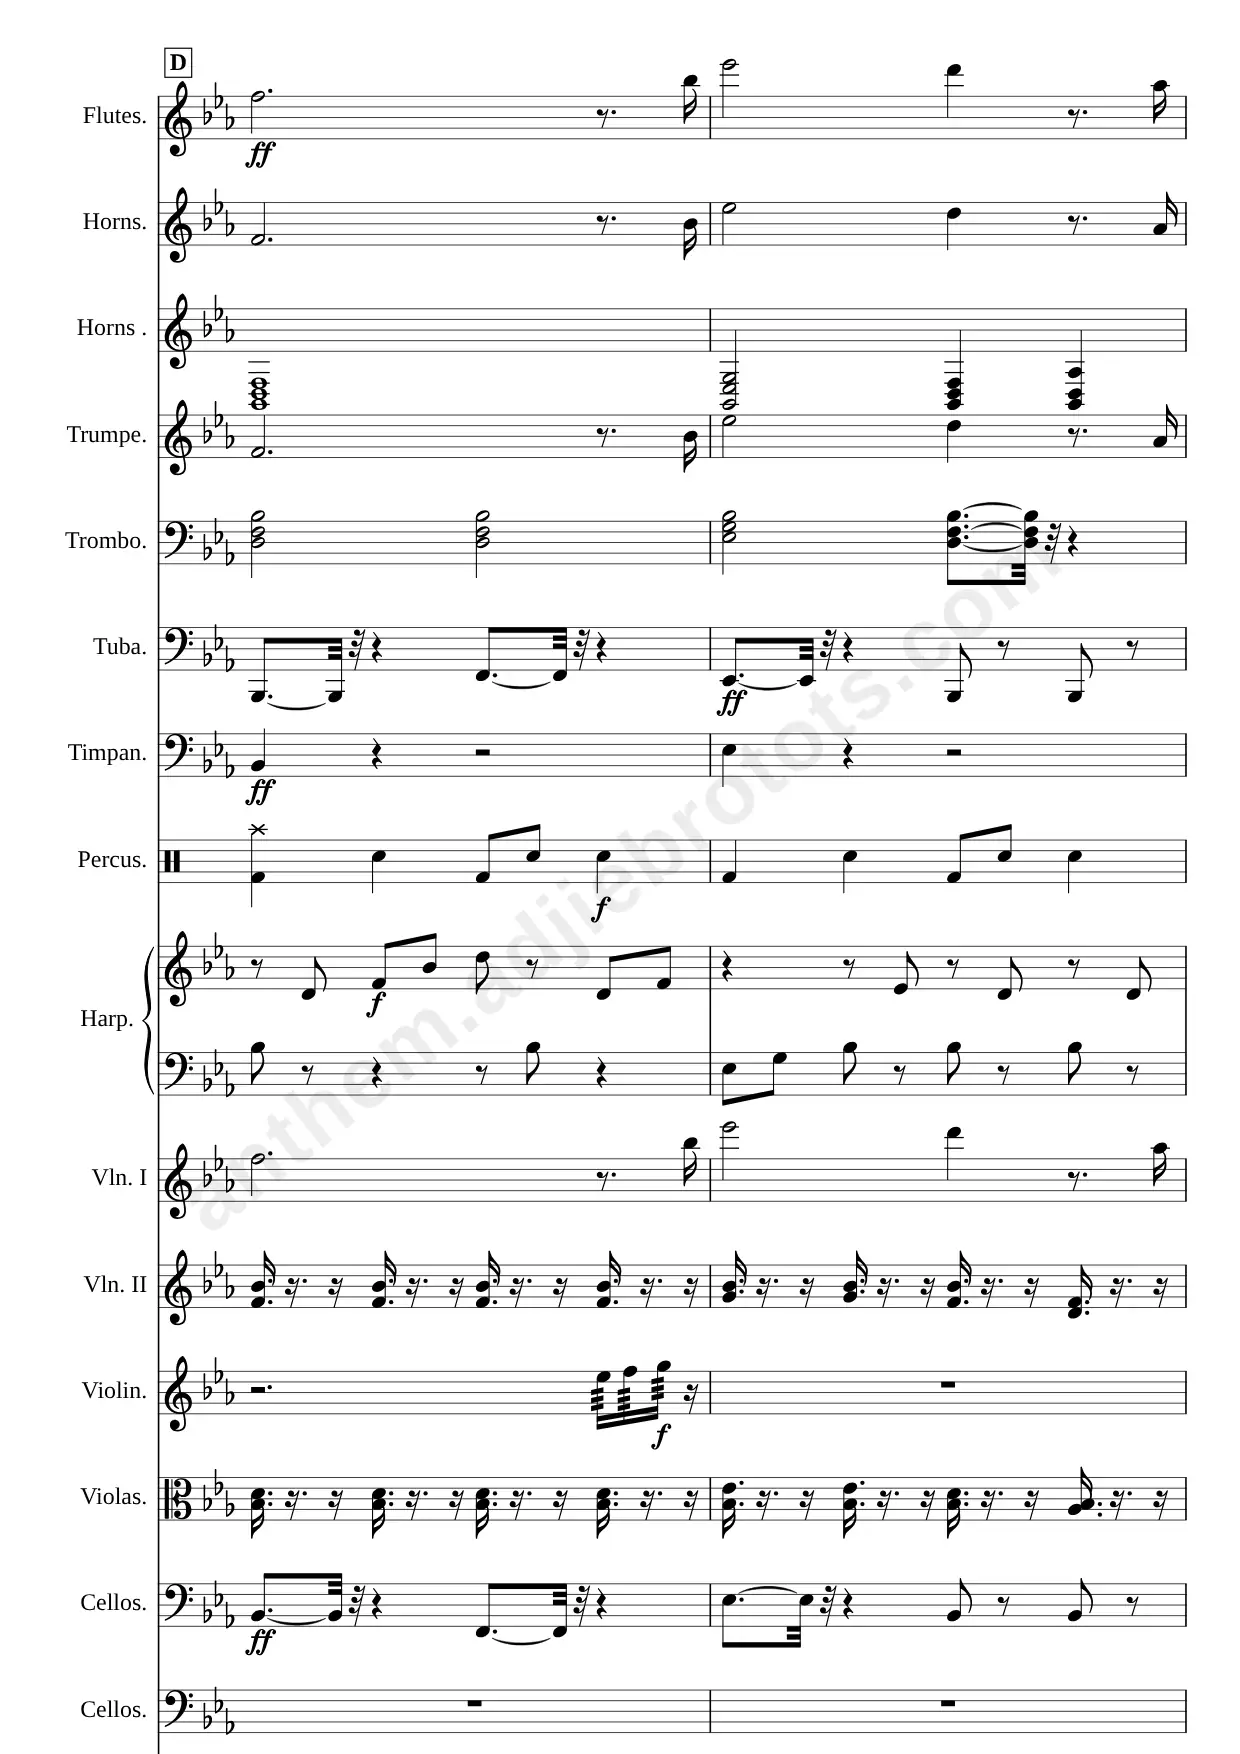 D
Flutes.
ff
Horns.
Horns .
Trumpe.
Trombo.
Tuba.
ff
Timpan.
ff
Percus.
f
Harp.
f
Vln. I
Vln. II
Violin.
f
Violas.
Cellos.
ff
Cellos.
anthem.adjiebrotots.com